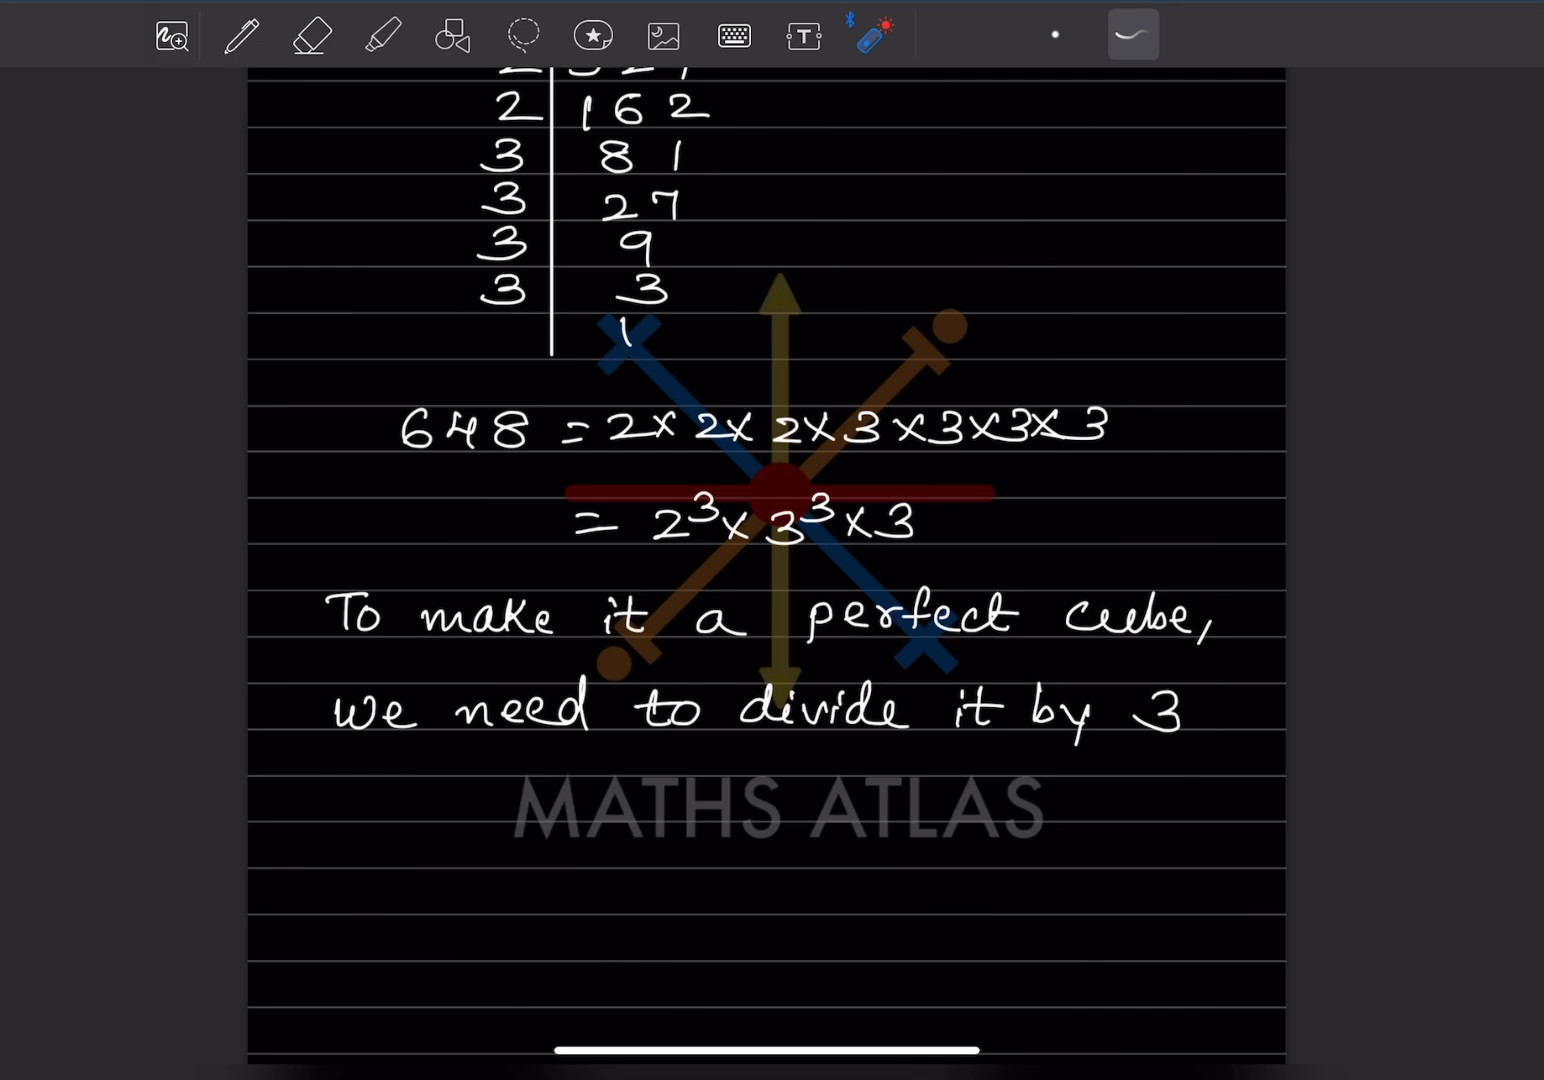 2 | 162
3 | 81
3 | 27
3 | 9
3 | 3
1
648 = 2 x 2 x 2 x 3 x 3 x 3 x 3
= 2³ x 3³ x 3
To make it a perfect cube,
we need to divide it by 3
MATHS ATLAS